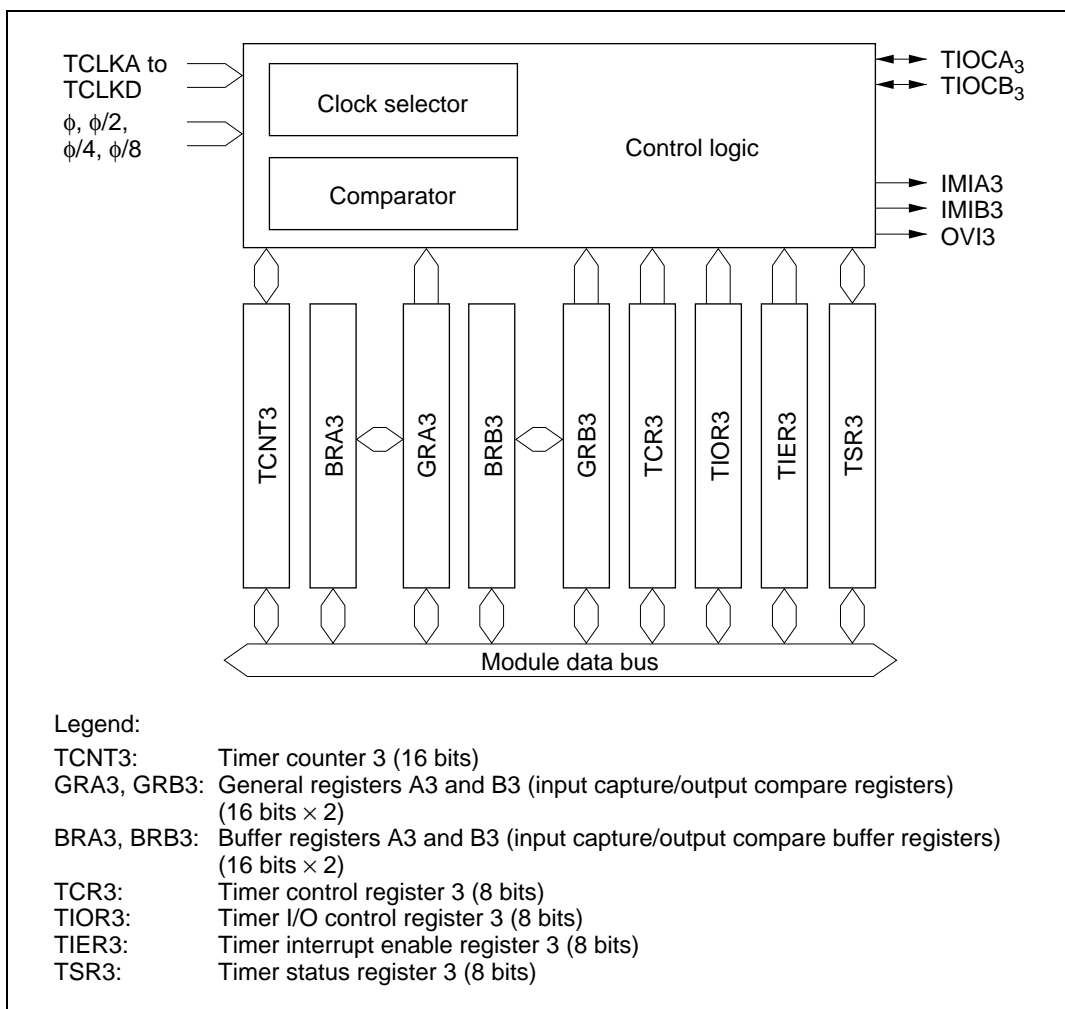 TCLKA to
TCLKD
ϕ, ϕ/2,
ϕ/4, ϕ/8
Clock selector
Comparator
Control logic
TIOCA₃
TIOCB₃
IMIA3
IMIB3
OVI3
TCNT3
BRA3
GRA3
BRB3
GRB3
TCR3
TIOR3
TIER3
TSR3
Module data bus
Legend:
TCNT3: Timer counter 3 (16 bits)
GRA3, GRB3: General registers A3 and B3 (input capture/output compare registers)
(16 bits × 2)
BRA3, BRB3: Buffer registers A3 and B3 (input capture/output compare buffer registers)
(16 bits × 2)
TCR3: Timer control register 3 (8 bits)
TIOR3: Timer I/O control register 3 (8 bits)
TIER3: Timer interrupt enable register 3 (8 bits)
TSR3: Timer status register 3 (8 bits)